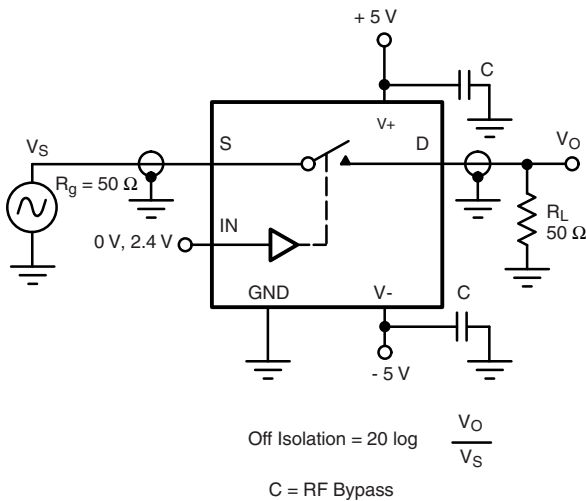 + 5 V
C
V+
S
D
VS
VO
Rg = 50 Ω
RL
50 Ω
0 V, 2.4 V
IN
GND
V-
C
- 5 V
Off Isolation = 20 log VO
VS
C = RF Bypass